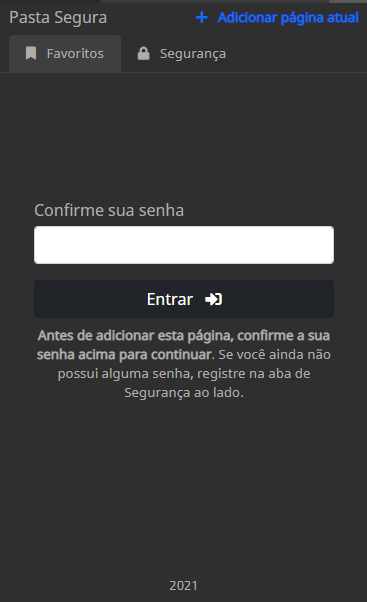 Pasta Segura
+ Adicionar página atual
Favoritos
Segurança
Confirme sua senha
Entrar
Antes de adicionar esta página, confirme a sua
senha acima para continuar. Se você ainda não
possui alguma senha, registre na aba de
Segurança ao lado.
2021